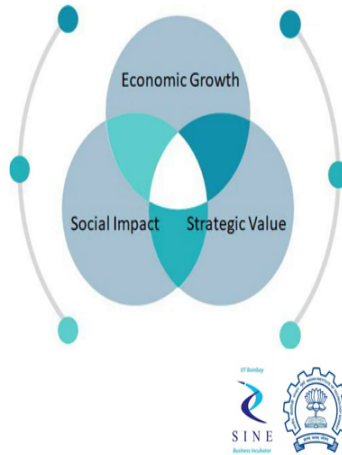 Economic Growth
Social Impact
Strategic Value
IIT Bombay
SINE
Business Incubator